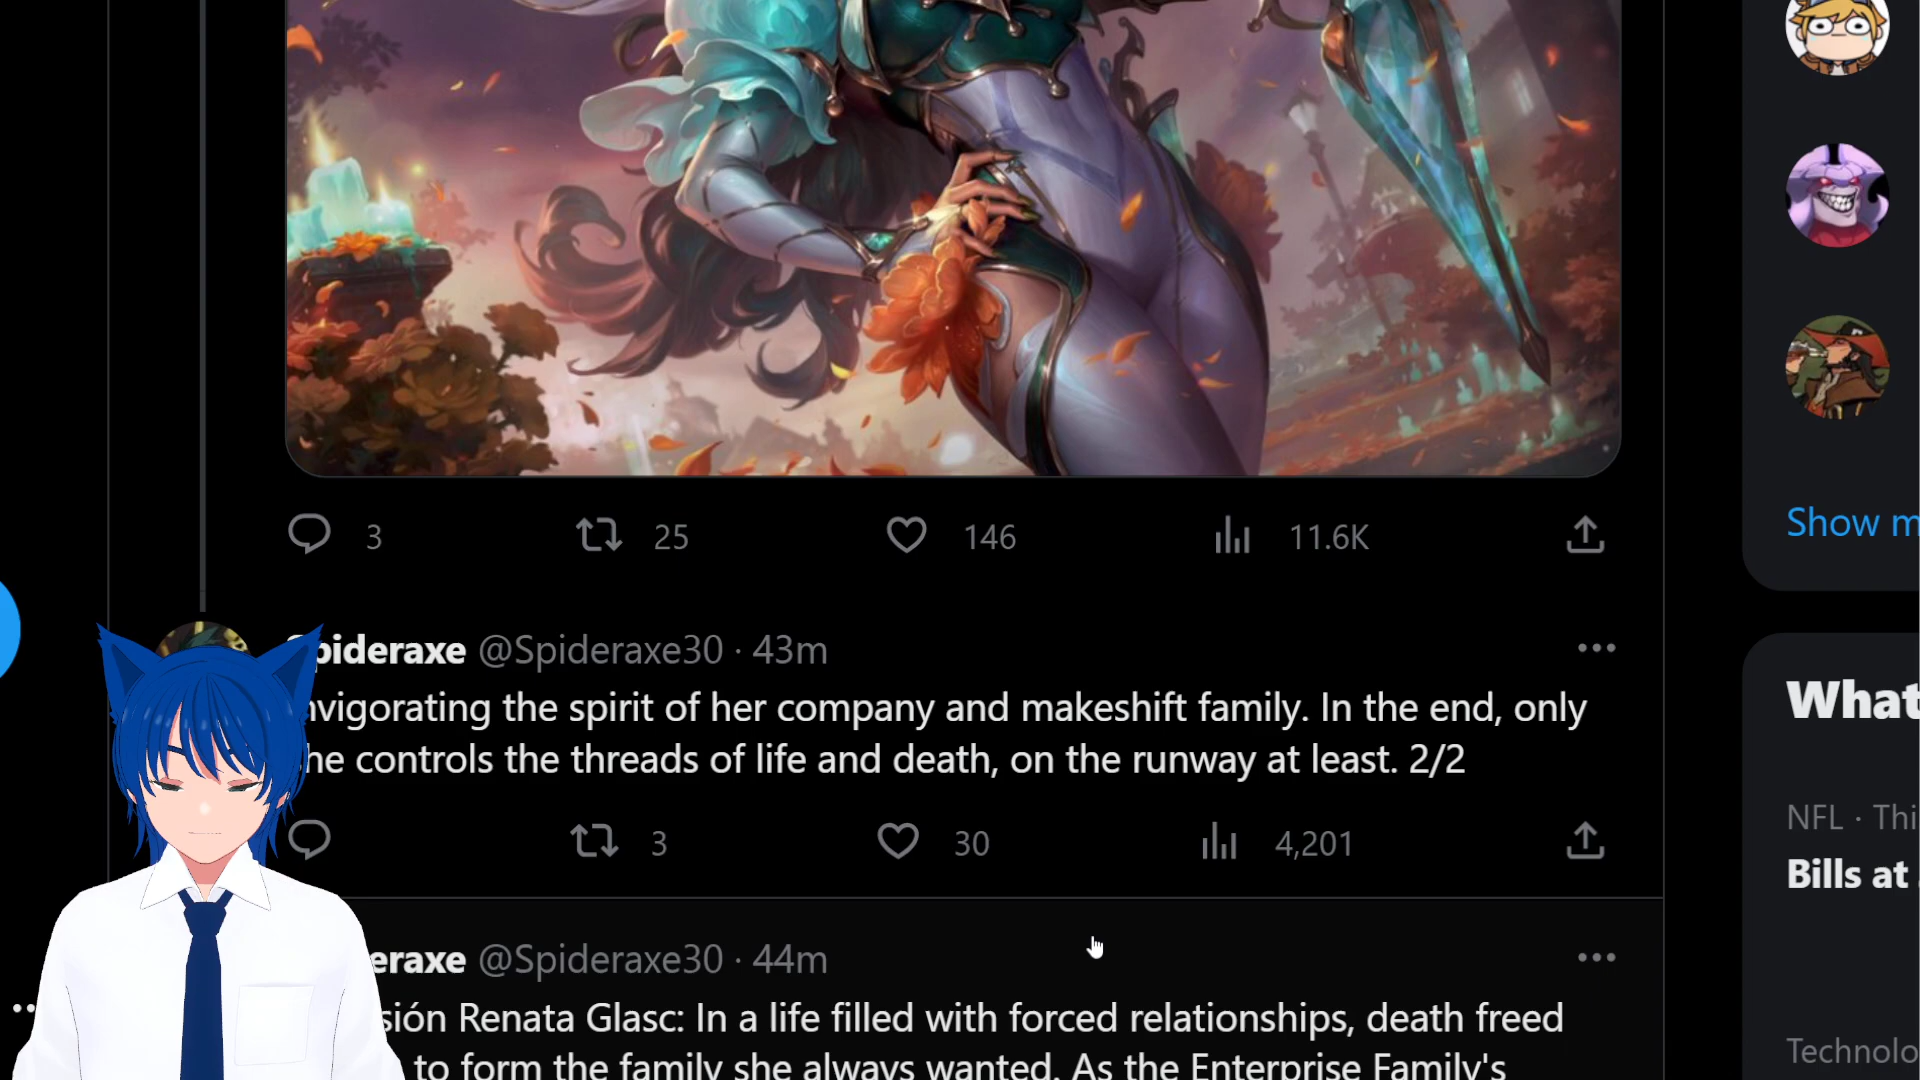 3 25 146 11.6K
Show m
pideraxe @Spideraxe30 · 43m
nvigorating the spirit of her company and makeshift family. In the end, only
he controls the threads of life and death, on the runway at least. 2/2
3 30 4,201
What
NFL · Thi
Bills at
eraxe @Spideraxe30 · 44m
sión Renata Glasc: In a life filled with forced relationships, death freed
to form the family she always wanted. As the Enterprise Family's
Technolo